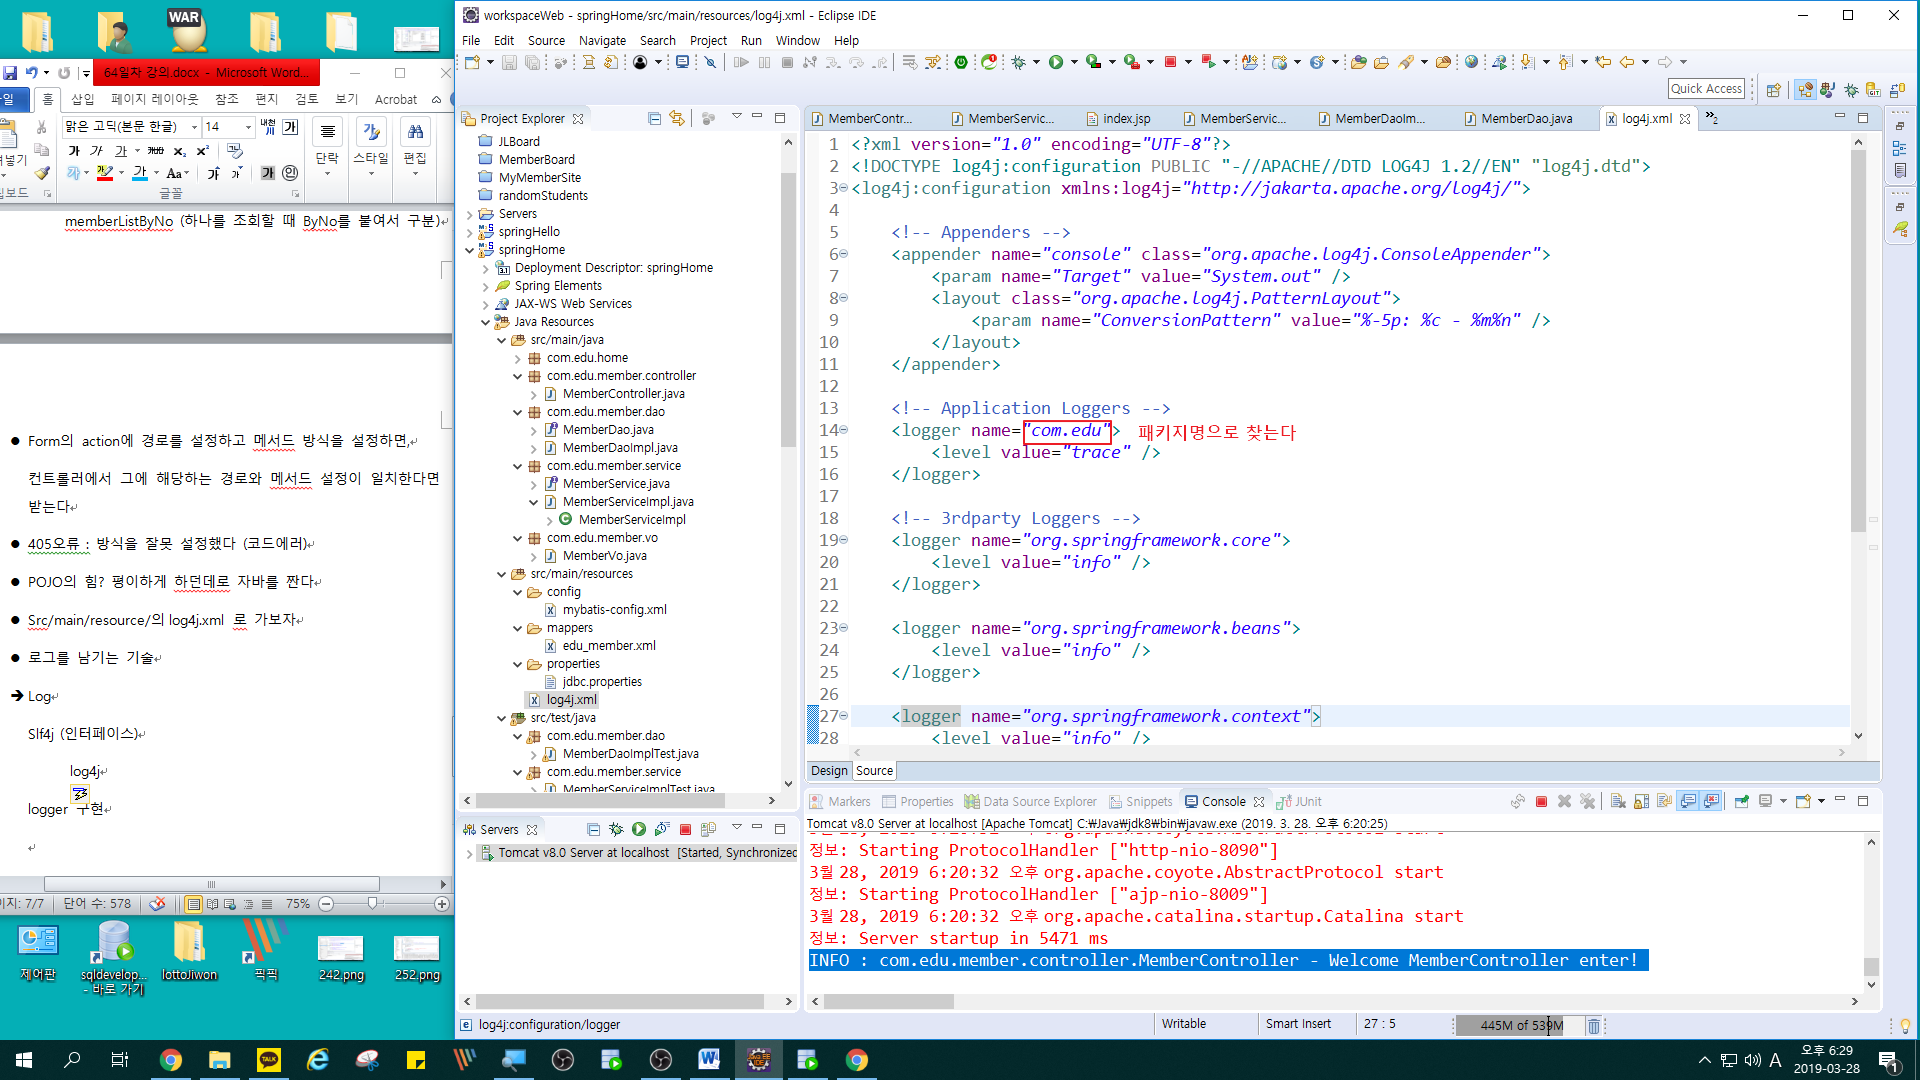 WAR
64일차 강의.docx - Microsoft Word...
일
홈
삽입
페이지 레이아웃
참조
편지
검토
보기
Acrobat
맑은 고딕(본문 한글)
14
단락
스타일
편집
글꼴
memberListByNo (하나를 조회할 때 ByNo를 붙여서 구분)
● Form의 action에 경로를 설정하고 메서드 방식을 설정하면,
컨트롤러에서 그에 해당하는 경로와 메서드 설정이 일치한다면
받는다
● 405오류 : 방식을 잘못 설정했다 (코드에러)
● POJO의 힘? 평이하게 하던데로 자바를 짠다
● Src/main/resource/의 log4j.xml 로 가보자
● 로그를 남기는 기술
➔ Log
Slf4j (인터페이스)
log4j
logger 구현
이지: 7/7
단어 수: 578
75%
제어판
sqldevelop... - 바로 가기
lottoJiwon
픽픽
242.png
252.png
workspaceWeb - springHome/src/main/resources/log4j.xml - Eclipse IDE
File Edit Source Navigate Search Project Run Window Help
Quick Access
Project Explorer
JLBoard
MemberBoard
MyMemberSite
randomStudents
Servers
springHello
springHome
Deployment Descriptor: springHome
Spring Elements
JAX-WS Web Services
Java Resources
src/main/java
com.edu.home
com.edu.member.controller
MemberController.java
com.edu.member.dao
MemberDao.java
MemberDaoImpl.java
com.edu.member.service
MemberService.java
MemberServiceImpl.java
MemberServiceImpl
com.edu.member.vo
MemberVo.java
src/main/resources
config
mybatis-config.xml
mappers
edu_member.xml
properties
jdbc.properties
log4j.xml
src/test/java
com.edu.member.dao
MemberDaoImplTest.java
com.edu.member.service
MemberServiceImplTest.java
Servers
Tomcat v8.0 Server at localhost [Started, Synchronized
MemberContr...
MemberServic...
index.jsp
MemberServic...
MemberDaoIm...
MemberDao.java
log4j.xml
»2
1 <?xml version="1.0" encoding="UTF-8"?>
2 <!DOCTYPE log4j:configuration PUBLIC "-//APACHE//DTD LOG4J 1.2//EN" "log4j.dtd">
3 <log4j:configuration xmlns:log4j="http://jakarta.apache.org/log4j/">
4
5 <!-- Appenders -->
6 <appender name="console" class="org.apache.log4j.ConsoleAppender">
7 <param name="Target" value="System.out" />
8 <layout class="org.apache.log4j.PatternLayout">
9 <param name="ConversionPattern" value="%-5p: %c - %m%n" />
10 </layout>
11 </appender>
12
13 <!-- Application Loggers -->
14 <logger name="com.edu"> 패키지명으로 찾는다
15 <level value="trace" />
16 </logger>
17
18 <!-- 3rdparty Loggers -->
19 <logger name="org.springframework.core">
20 <level value="info" />
21 </logger>
22
23 <logger name="org.springframework.beans">
24 <level value="info" />
25 </logger>
26
27 <logger name="org.springframework.context">
28 <level value="info" />
Design Source
Markers
Properties
Data Source Explorer
Snippets
Console
JUnit
Tomcat v8.0 Server at localhost [Apache Tomcat] C:₩Java₩jdk8₩bin₩javaw.exe (2019. 3. 28. 오후 6:20:25)
정보: Starting ProtocolHandler ["http-nio-8090"]
3월 28, 2019 6:20:32 오후 org.apache.coyote.AbstractProtocol start
정보: Starting ProtocolHandler ["ajp-nio-8009"]
3월 28, 2019 6:20:32 오후 org.apache.catalina.startup.Catalina start
정보: Server startup in 5471 ms
INFO : com.edu.member.controller.MemberController - Welcome MemberController enter!
log4j:configuration/logger
Writable
Smart Insert
27 : 5
445M of 539M
TALK
A
오후 6:29
2019-03-28
1